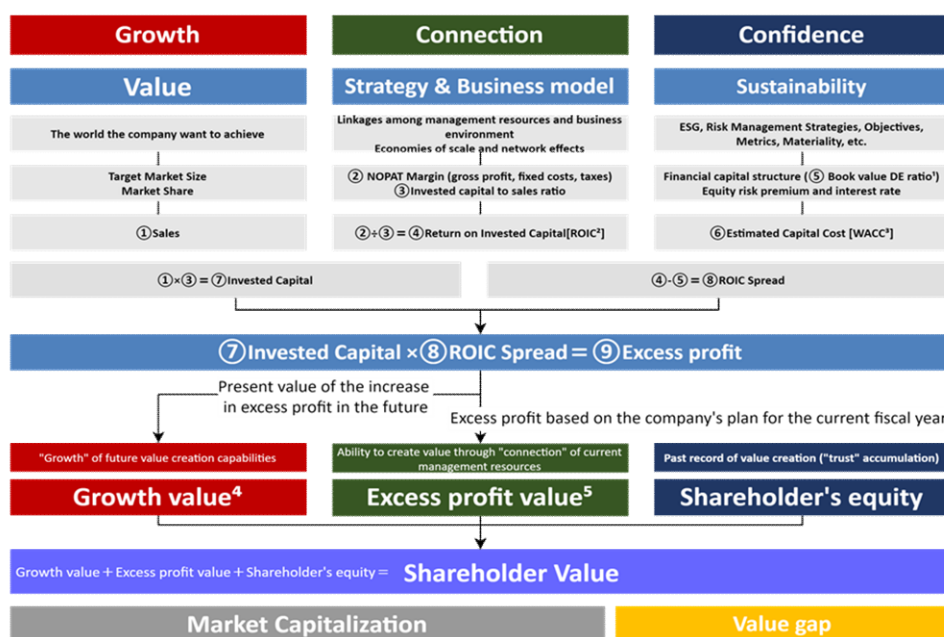 Growth
Connection
Confidence
Value
Strategy & Business model
Sustainability
The world the company want to achieve
Linkages among management resources and business
environment
Economies of scale and network effects
ESG, Risk Management Strategies, Objectives,
Metrics, Materiality, etc.
Target Market Size
Market Share
② NOPAT Margin (gross profit, fixed costs, taxes)
③Invested capital to sales ratio
Financial capital structure (⑤ Book value DE ratio¹)
Equity risk premium and interest rate
①Sales
②÷③=④Return on Invested Capital[ROIC²]
⑥Estimated Capital Cost [WACC³]
①×③=⑦Invested Capital
④-⑤=⑧ROIC Spread
⑦Invested Capital ×⑧ROIC Spread=⑨Excess profit
Present value of the increase
in excess profit in the future
Excess profit based on the company's plan for the current fiscal year
"Growth" of future value creation capabilities
Ability to create value through "connection" of current
management resources
Past record of value creation ("trust" accumulation)
Growth value⁴
Excess profit value⁵
Shareholder's equity
Growth value+Excess profit value+Shareholder's equity= Shareholder Value
Market Capitalization
Value gap